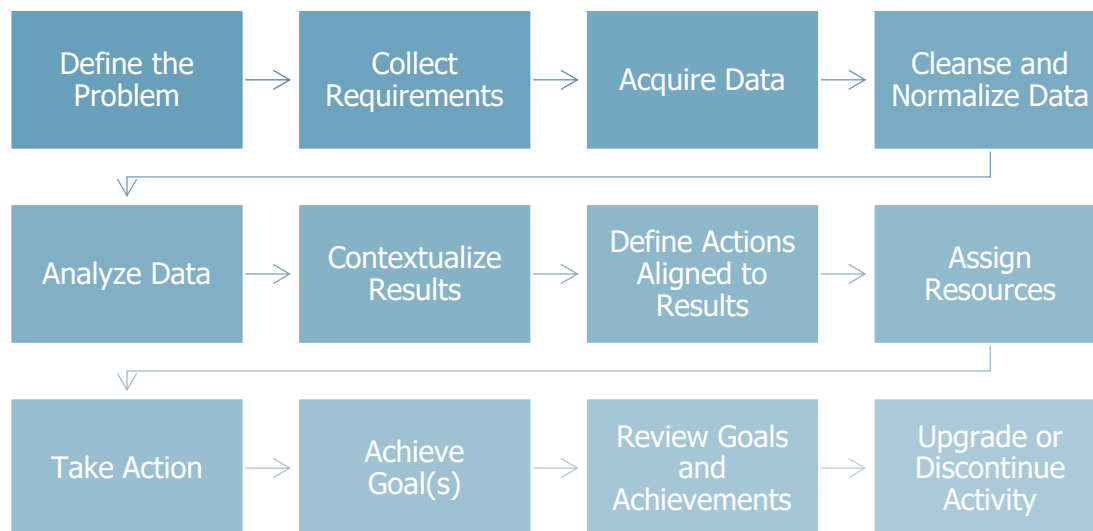 Define the
Problem
Collect
Requirements
Acquire Data
Cleanse and
Normalize Data
Analyze Data
Contextualize
Results
Define Actions
Aligned to
Results
Assign
Resources
Take Action
Achieve
Goal(s)
Review Goals
and
Achievements
Upgrade or
Discontinue
Activity